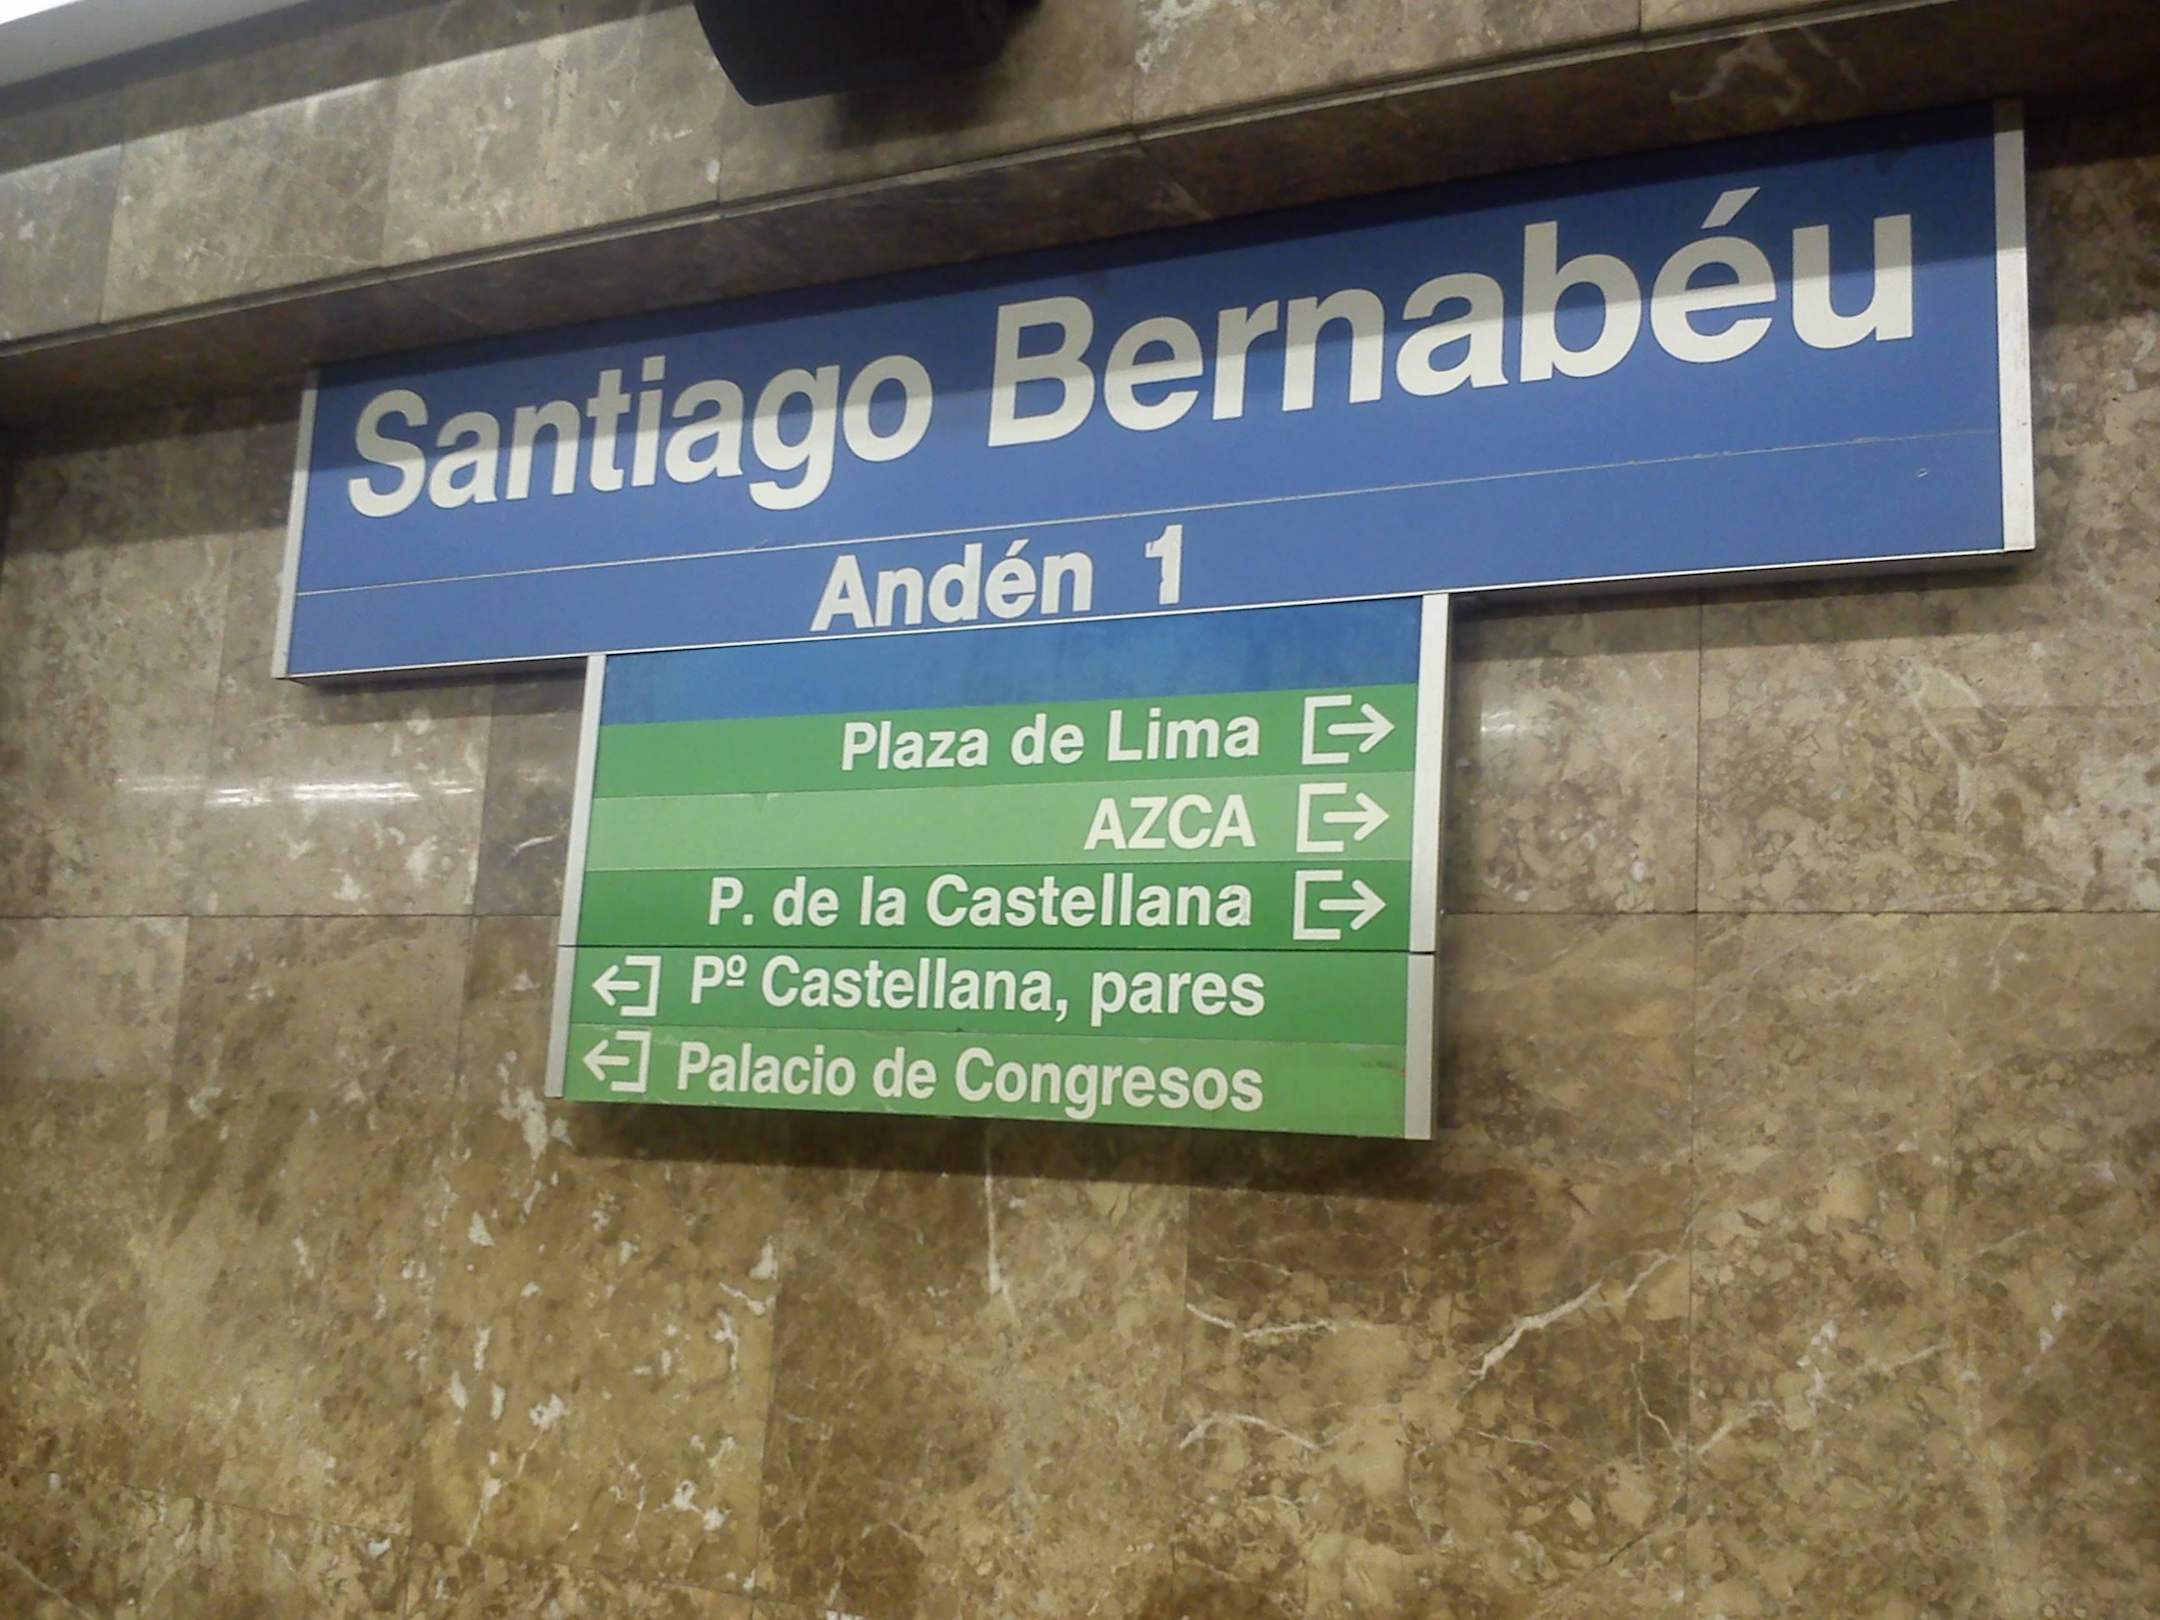 Santiago Bernabéu
Andén 1
Plaza de Lima
AZCA
P. de la Castellana
Pº Castellana, pares
Palacio de Congresos